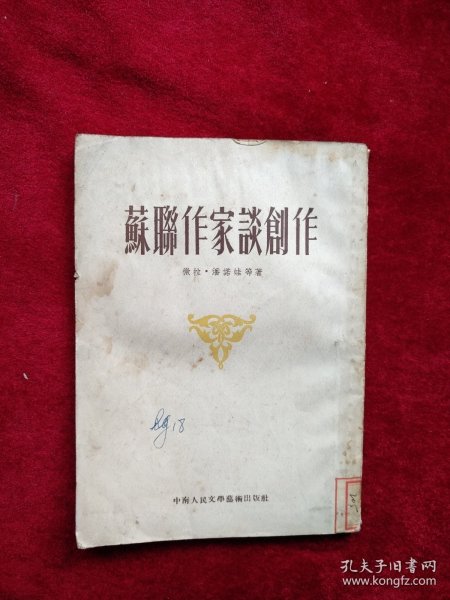 蘇聯作家談創作
微拉·潘諾娃等著
18
中南人民文學藝術出版社
孔夫子旧书网
www.kongfz.com